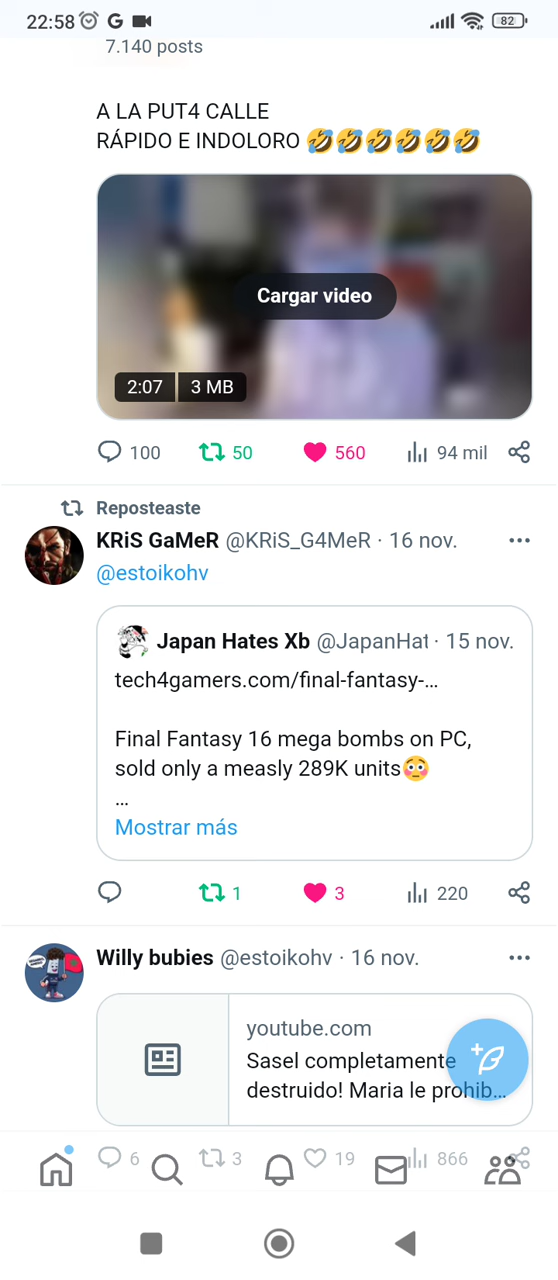 22:58
82
7.140 posts
A LA PUT4 CALLE
RÁPIDO E INDOLORO 🤣🤣🤣🤣🤣🤣
Cargar video
2:07 3 MB
100 50 560 94 mil
Reposteaste
KRiS GaMeR @KRiS_G4MeR · 16 nov.
@estoikohv
Japan Hates Xb @JapanHat · 15 nov.
tech4gamers.com/final-fantasy-...
Final Fantasy 16 mega bombs on PC,
sold only a measly 289K units😳
...
Mostrar más
1 3 220
Willy bubies @estoikohv · 16 nov.
youtube.com
Sasel completamente
destruido! Maria le prohib...
6 3 19 866